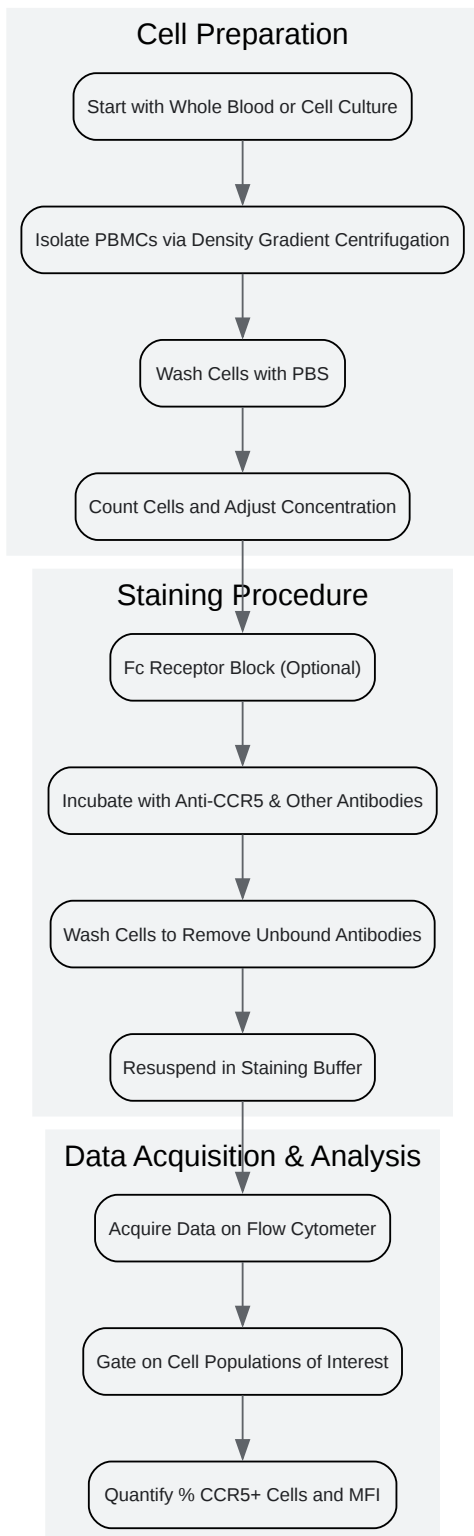 Cell Preparation
Start with Whole Blood or Cell Culture
Isolate PBMCs via Density Gradient Centrifugation
Wash Cells with PBS
Count Cells and Adjust Concentration
Staining Procedure
Fc Receptor Block (Optional)
Incubate with Anti-CCR5 & Other Antibodies
Wash Cells to Remove Unbound Antibodies
Resuspend in Staining Buffer
Data Acquisition & Analysis
Acquire Data on Flow Cytometer
Gate on Cell Populations of Interest
Quantify % CCR5+ Cells and MFI